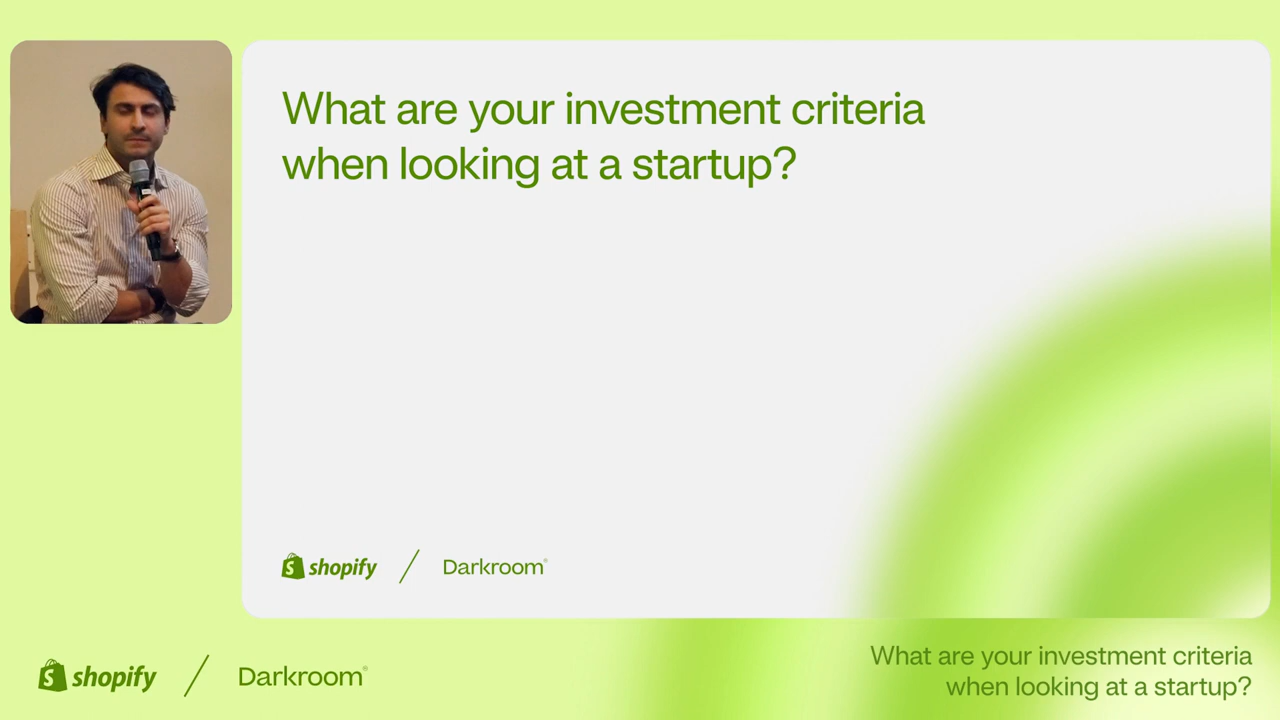 What are your investment criteria
when looking at a startup?
shopify / Darkroom®
shopify / Darkroom®
What are your investment criteria
when looking at a startup?